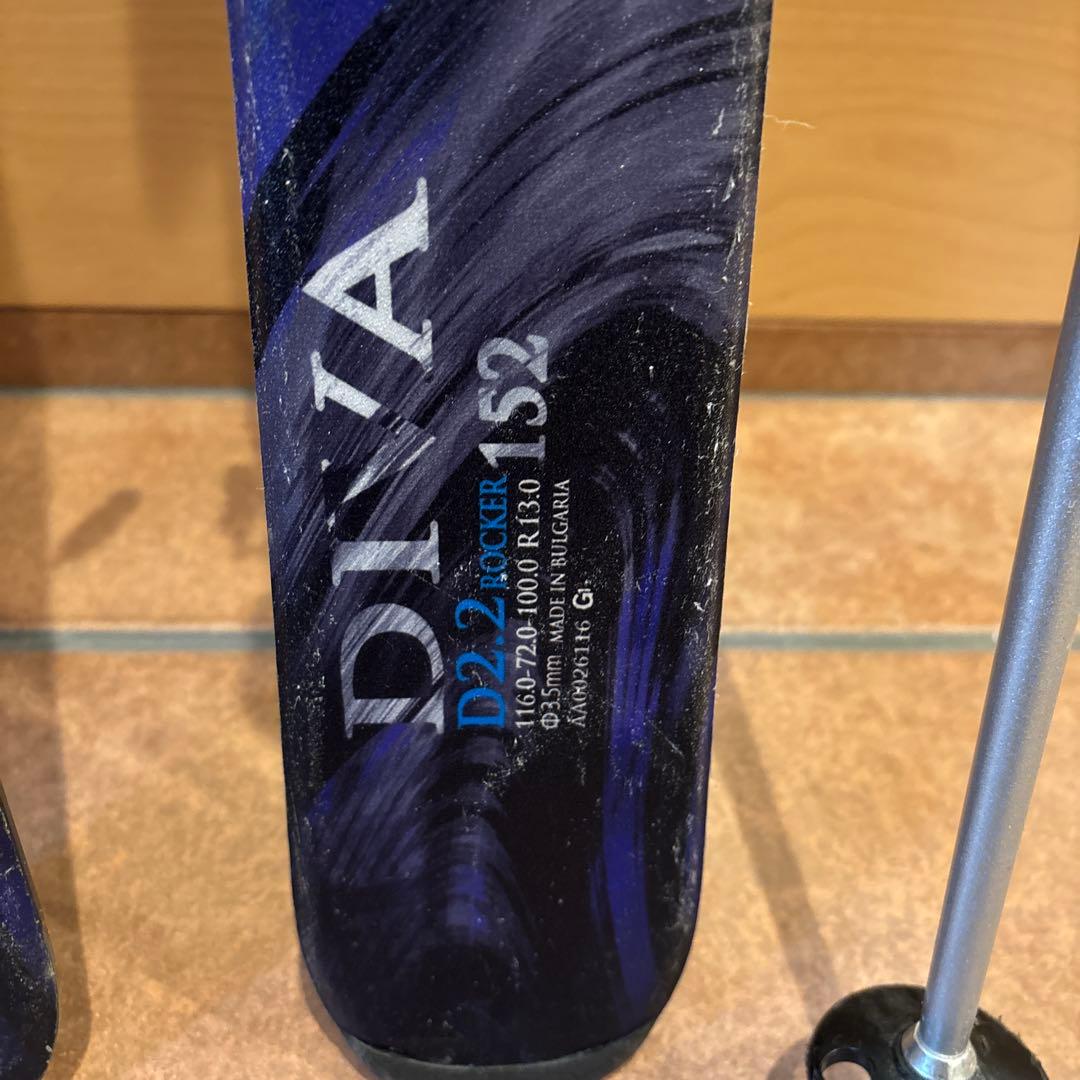 DIVA
D2.2 ROCKER 152
116.0-72.0-100.0 R13.0
Φ3.5mm MADE IN BULGARIA
AA0026116 G1